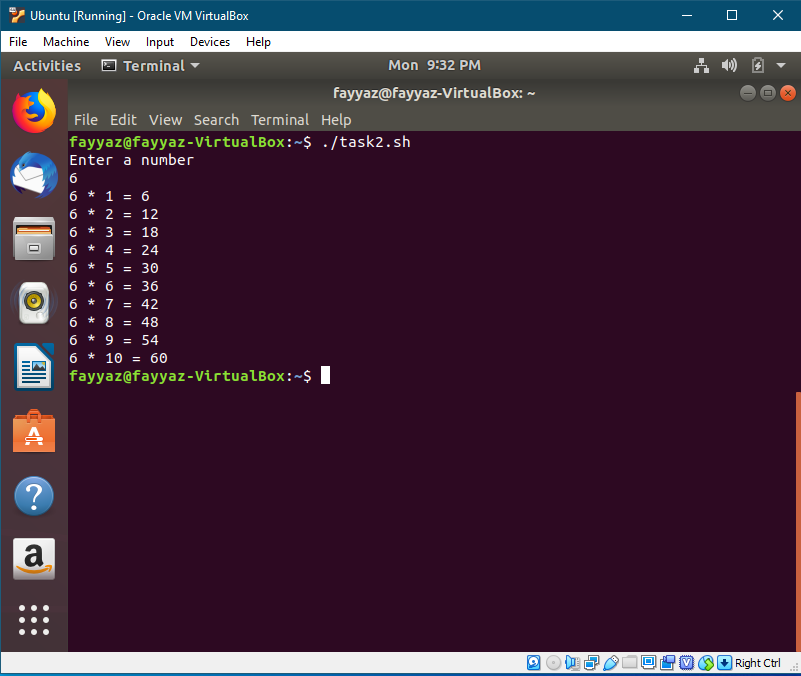 Ubuntu [Running] - Oracle VM VirtualBox
File Machine View Input Devices Help
Activities Terminal Mon 9:32 PM
fayyaz@fayyaz-VirtualBox: ~
File Edit View Search Terminal Help
fayyaz@fayyaz-VirtualBox:~$ ./task2.sh
Enter a number
6
6 * 1 = 6
6 * 2 = 12
6 * 3 = 18
6 * 4 = 24
6 * 5 = 30
6 * 6 = 36
6 * 7 = 42
6 * 8 = 48
6 * 9 = 54
6 * 10 = 60
fayyaz@fayyaz-VirtualBox:~$
Right Ctrl